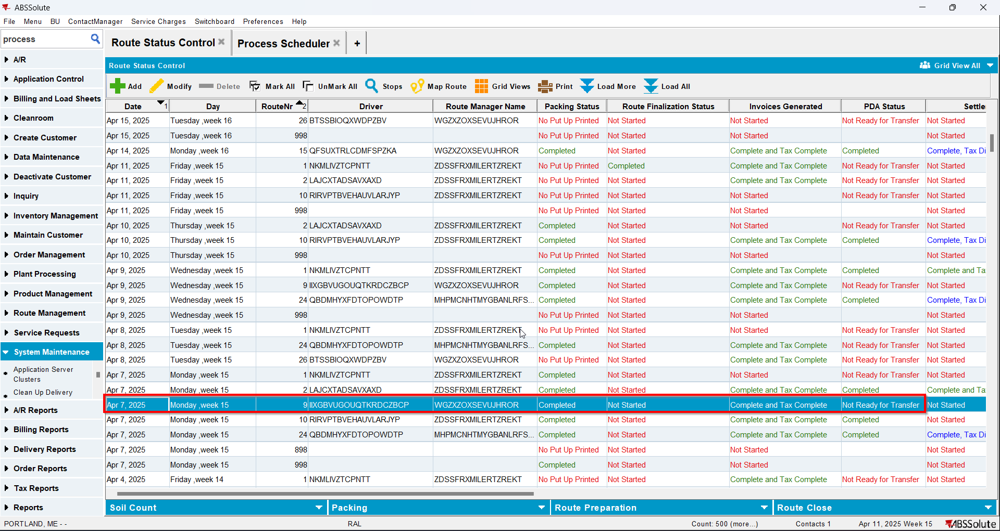 ABSSolute
File Menu BU ContactManager Service Charges Switchboard Preferences Help
process
Route Status Control Process Scheduler +
Route Status Control Grid View All
Add Modify Delete Mark All UnMark All Stops Map Route Grid Views Print Load More Load All
Date 1 Day RouteNr 2 Driver Route Manager Name Packing Status Route Finalization Status Invoices Generated PDA Status Settle
Apr 15, 2025 Tuesday ,week 16 26 BTSSBIOQXWDPZBV WGZXZOXSEVUJHROR No Put Up Printed Not Started Not Started Not Ready for Transfer Not Started
Apr 15, 2025 Tuesday ,week 16 998 No Put Up Printed Not Started Not Started Not Started
Apr 14, 2025 Monday ,week 16 15 QFSUXTRLCDMFSPZKA WGZXZOXSEVUJHROR Completed Not Started Complete and Tax Complete Completed Complete, Tax Di
Apr 11, 2025 Friday ,week 15 1 NKMLIVZTCPNTT ZDSSFRXMILERTZREKT No Put Up Printed Completed Complete and Tax Complete Not Ready for Transfer Not Started
Apr 11, 2025 Friday ,week 15 2 LAJCXTADSAVXAXD ZDSSFRXMILERTZREKT No Put Up Printed Not Started Complete and Tax Complete Not Ready for Transfer Not Started
Apr 11, 2025 Friday ,week 15 10 RIRVPTBVEHAUVLARJYP ZDSSFRXMILERTZREKT No Put Up Printed Not Started Not Started Not Ready for Transfer Not Started
Apr 11, 2025 Friday ,week 15 998 No Put Up Printed Not Started Not Started Not Started
Apr 10, 2025 Thursday ,week 15 2 LAJCXTADSAVXAXD ZDSSFRXMILERTZREKT Completed Not Started Not Started Not Ready for Transfer Not Started
Apr 10, 2025 Thursday ,week 15 10 RIRVPTBVEHAUVLARJYP ZDSSFRXMILERTZREKT Completed Not Started Complete and Tax Complete Completed Complete, Tax Di
Apr 10, 2025 Thursday ,week 15 998 No Put Up Printed Not Started Not Started Not Started
Apr 9, 2025 Wednesday ,week 15 1 NKMLIVZTCPNTT ZDSSFRXMILERTZREKT Completed Not Started Complete and Tax Complete Completed Complete and Ta
Apr 9, 2025 Wednesday ,week 15 9 IIXGBVUGOUQTKRDCZBCP WGZXZOXSEVUJHROR Completed Not Started Complete and Tax Complete Not Ready for Transfer Not Started
Apr 9, 2025 Wednesday ,week 15 24 QBDMHYXFDTOPOWDTP MHPMCNHTMYGBANLRFS... Completed Not Started Complete and Tax Complete Completed Complete, Tax Di
Apr 9, 2025 Wednesday ,week 15 998 No Put Up Printed Not Started Not Started Not Started
Apr 8, 2025 Tuesday ,week 15 1 NKMLIVZTCPNTT ZDSSFRXMILERTZREKT No Put Up Printed Not Started Not Started Not Ready for Transfer Not Started
Apr 8, 2025 Tuesday ,week 15 24 QBDMHYXFDTOPOWDTP MHPMCNHTMYGBANLRFS... Completed Not Started Complete and Tax Complete Not Ready for Transfer Not Started
Apr 8, 2025 Tuesday ,week 15 26 BTSSBIOQXWDPZBV WGZXZOXSEVUJHROR No Put Up Printed Not Started Complete and Tax Complete Not Ready for Transfer Not Started
Apr 7, 2025 Monday ,week 15 1 NKMLIVZTCPNTT ZDSSFRXMILERTZREKT Completed Not Started Not Started Not Ready for Transfer Not Started
Apr 7, 2025 Monday ,week 15 2 LAJCXTADSAVXAXD ZDSSFRXMILERTZREKT Completed Not Started Complete and Tax Complete Completed Complete and Ta
Apr 7, 2025 Monday ,week 15 9 IIXGBVUGOUQTKRDCZBCP WGZXZOXSEVUJHROR Completed Not Started Complete and Tax Complete Not Ready for Transfer Not Started
Apr 7, 2025 Monday ,week 15 10 RIRVPTBVEHAUVLARJYP ZDSSFRXMILERTZREKT Completed Not Started Complete and Tax Complete Completed Not Started
Apr 7, 2025 Monday ,week 15 24 QBDMHYXFDTOPOWDTP MHPMCNHTMYGBANLRFS... Completed Not Started Complete and Tax Complete Completed Complete, Tax Di
Apr 7, 2025 Monday ,week 15 898 No Put Up Printed Not Started Not Started Not Started
Apr 7, 2025 Monday ,week 15 998 Completed Not Started Not Started Not Started
Apr 4, 2025 Friday ,week 14 1 NKMLIVZTCPNTT ZDSSFRXMILERTZREKT No Put Up Printed Not Started Complete and Tax Complete Not Ready for Transfer Not Started
A/R
Application Control
Billing and Load Sheets
Cleanroom
Create Customer
Data Maintenance
Deactivate Customer
Inquiry
Inventory Management
Maintain Customer
Order Management
Plant Processing
Product Management
Route Management
Service Requests
System Maintenance
Application Server
Clusters
Clean Up Delivery
A/R Reports
Billing Reports
Delivery Reports
Order Reports
Tax Reports
Reports
Soil Count Packing Route Preparation Route Close
PORTLAND, ME - - RAL Count: 500 (more...) Contacts 1 Apr 11, 2025 Week 15 ABSSolute